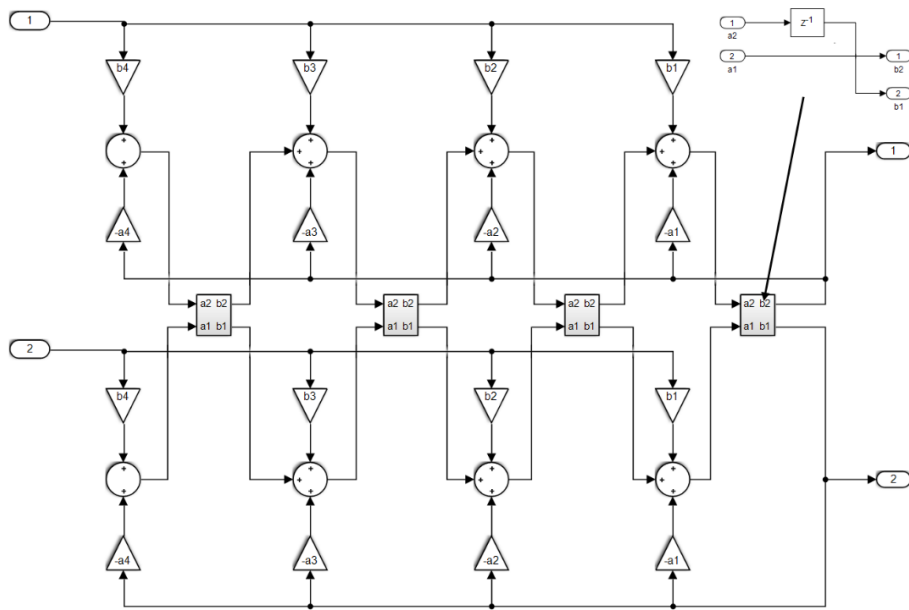 1
1 z-1
a2
2 1
a1 b2
2
b1
b4 b3 b2 b1
+ + + +
+ + + + + + +
1
-a4 -a3 -a2 -a1
a2 b2 a2 b2 a2 b2 a2 b2
a1 b1 a1 b1 a1 b1 a1 b1
2
b4 b3 b2 b1
+ + + +
+ + + + + + +
2
-a4 -a3 -a2 -a1